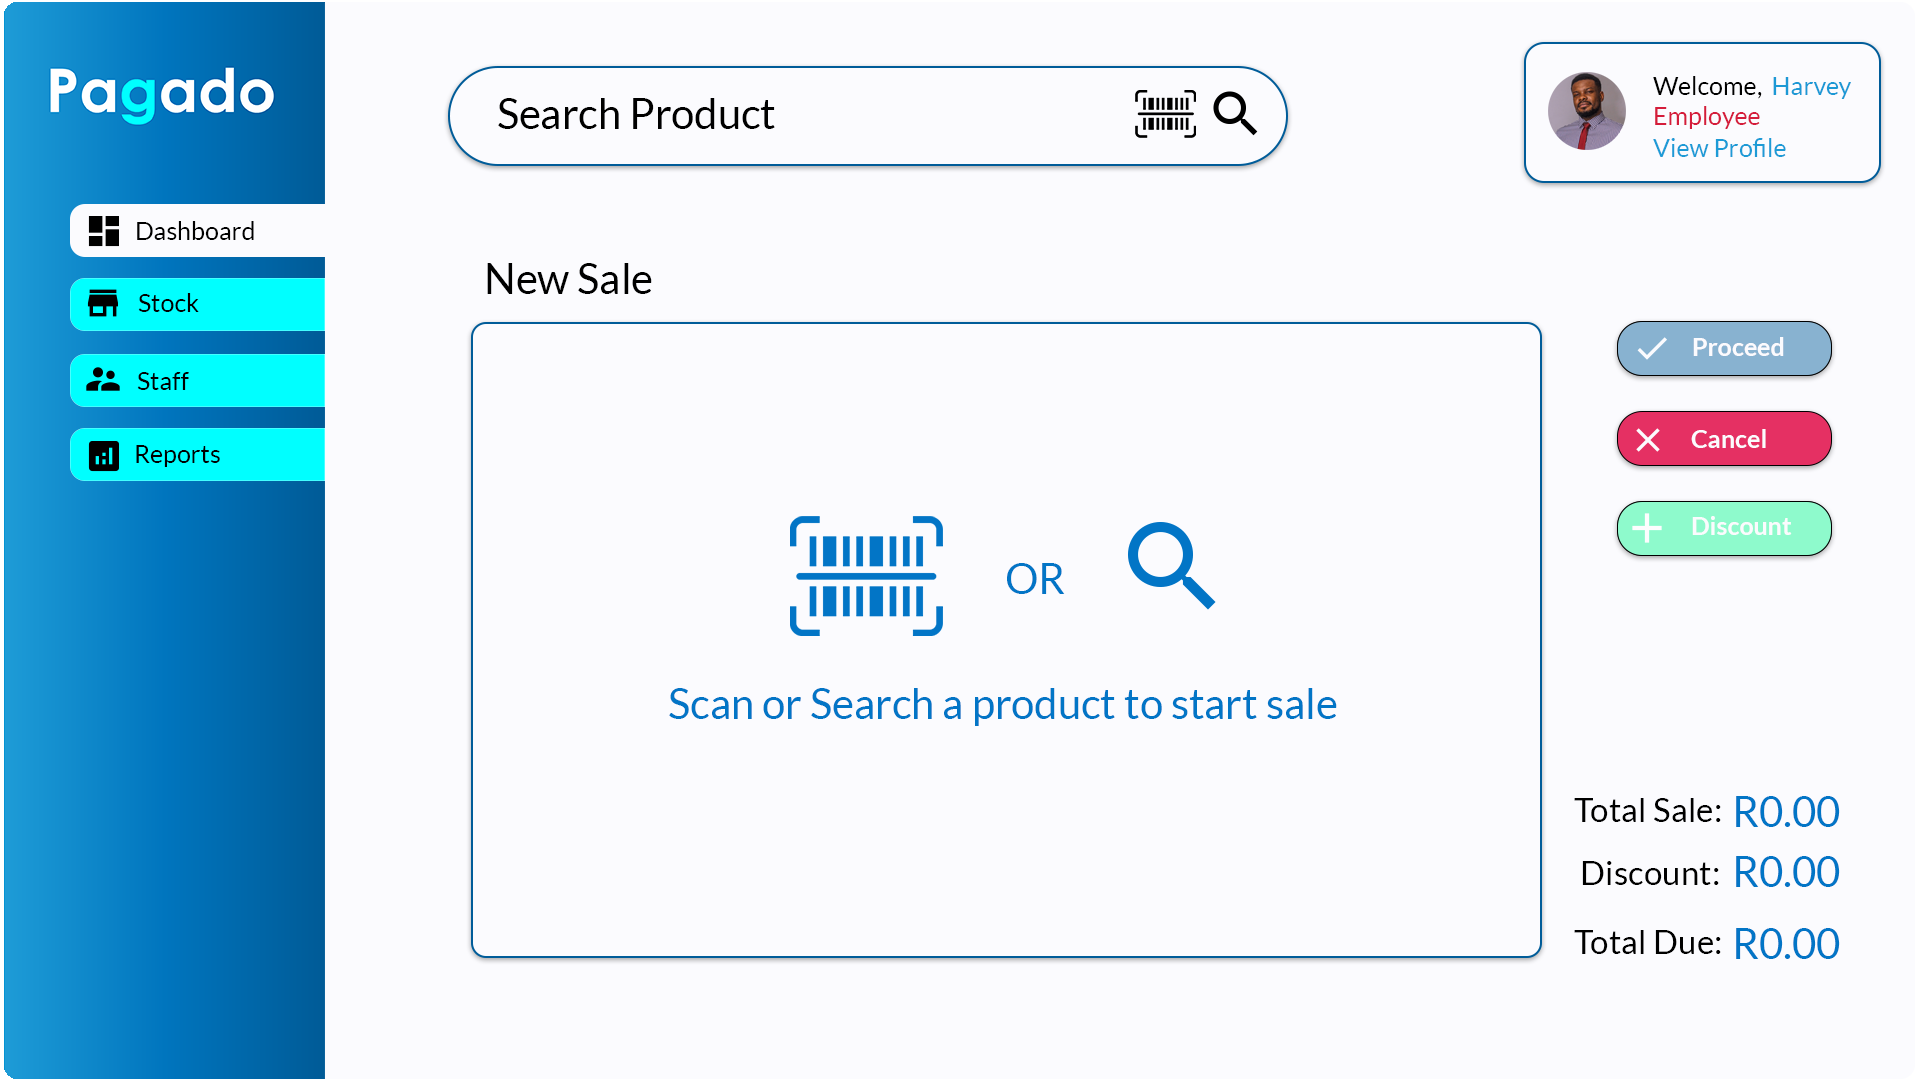 Pagado
Search Product
Welcome, Harvey
Employee
View Profile
Dashboard
Stock
Staff
Reports
New Sale
Proceed
Cancel
Discount
OR
Scan or Search a product to start sale
Total Sale: R0.00
Discount: R0.00
Total Due: R0.00